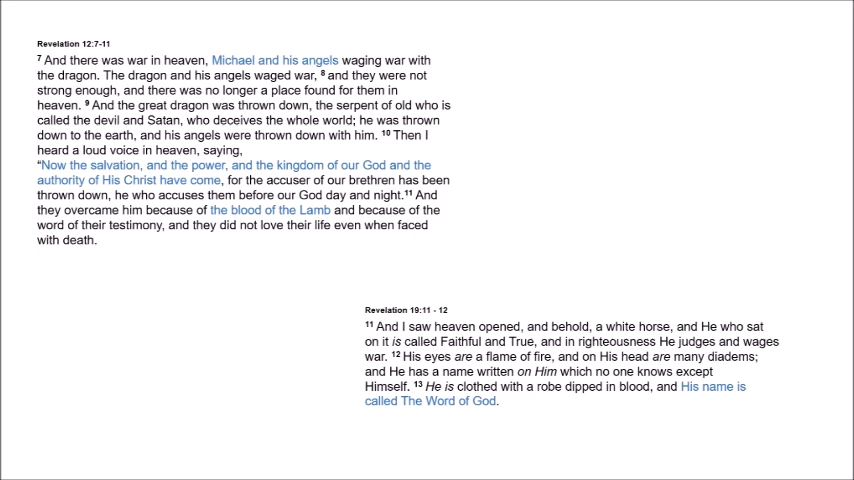 Revelation 12:7-11
7 And there was war in heaven, Michael and his angels waging war with
the dragon. The dragon and his angels waged war, 8 and they were not
strong enough, and there was no longer a place found for them in
heaven. 9 And the great dragon was thrown down, the serpent of old who is
called the devil and Satan, who deceives the whole world; he was thrown
down to the earth, and his angels were thrown down with him. 10 Then I
heard a loud voice in heaven, saying,
“Now the salvation, and the power, and the kingdom of our God and the
authority of His Christ have come, for the accuser of our brethren has been
thrown down, he who accuses them before our God day and night.11 And
they overcame him because of the blood of the Lamb and because of the
word of their testimony, and they did not love their life even when faced
with death.
Revelation 19:11 - 12
11 And I saw heaven opened, and behold, a white horse, and He who sat
on it is called Faithful and True, and in righteousness He judges and wages
war. 12 His eyes are a flame of fire, and on His head are many diadems;
and He has a name written on Him which no one knows except
Himself. 13 He is clothed with a robe dipped in blood, and His name is
called The Word of God.